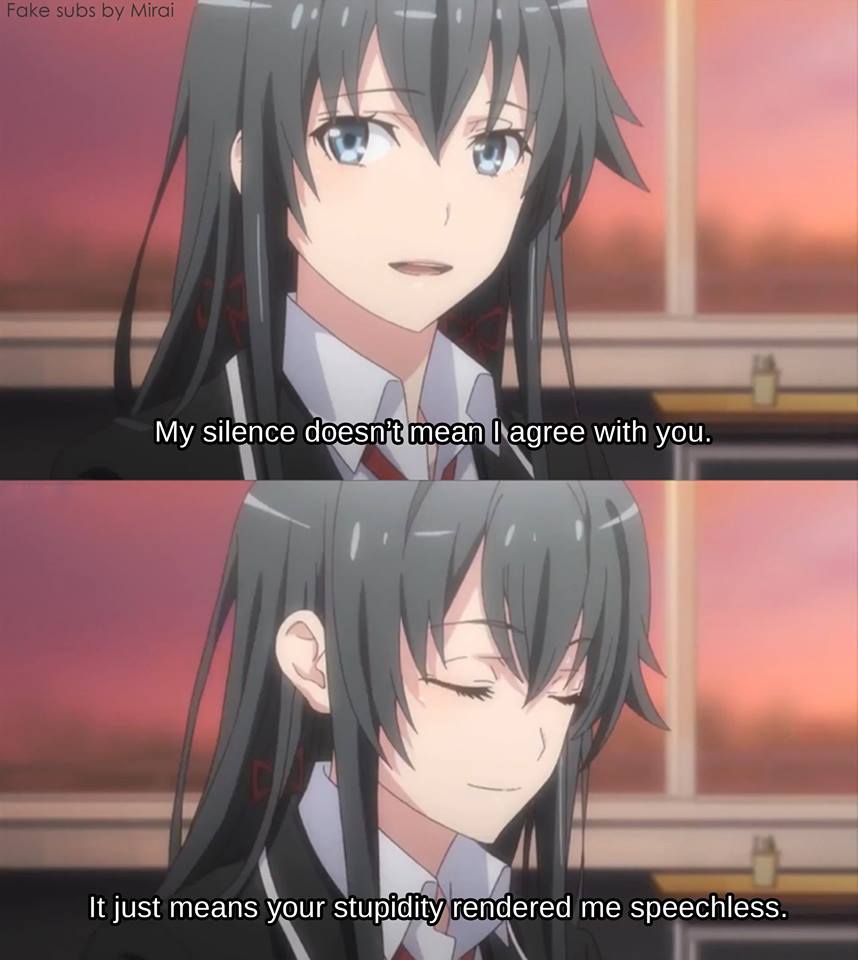 Fake subs by Mirai
My silence doesn't mean I agree with you.
It just means your stupidity rendered me speechless.